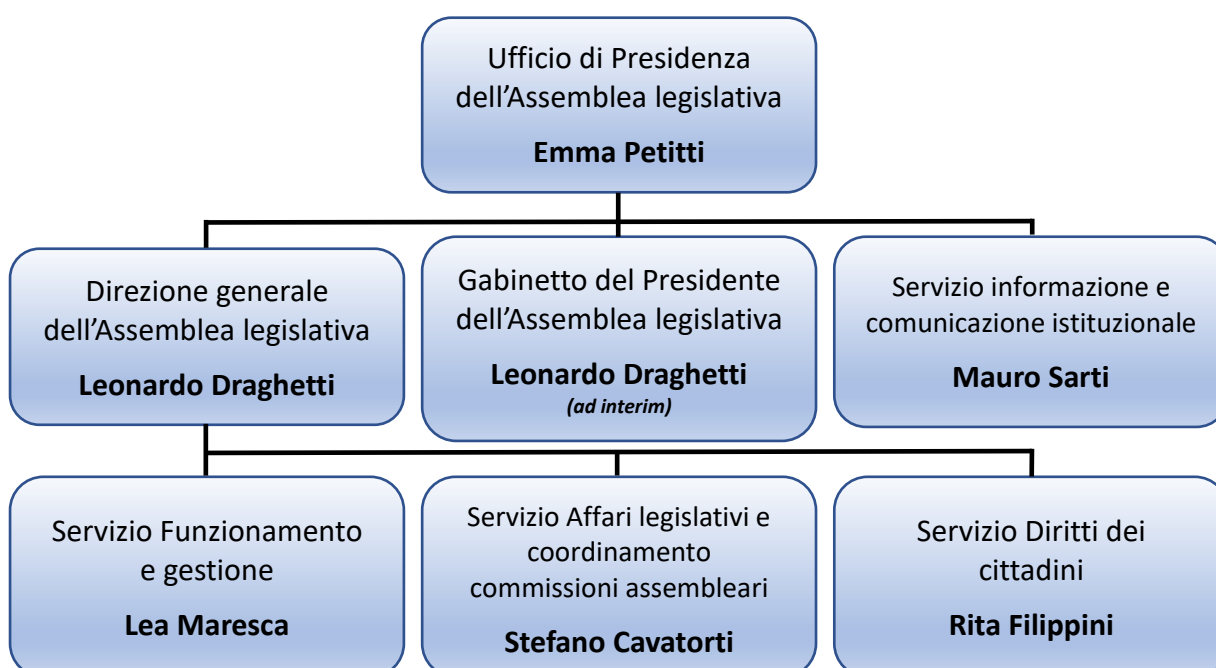 Ufficio di Presidenza
dell’Assemblea legislativa
Emma Petitti
Direzione generale
dell’Assemblea legislativa
Leonardo Draghetti
Gabinetto del Presidente
dell’Assemblea legislativa
Leonardo Draghetti
(ad interim)
Servizio informazione e
comunicazione istituzionale
Mauro Sarti
Servizio Funzionamento
e gestione
Lea Maresca
Servizio Affari legislativi e
coordinamento
commissioni assembleari
Stefano Cavatorti
Servizio Diritti dei
cittadini
Rita Filippini